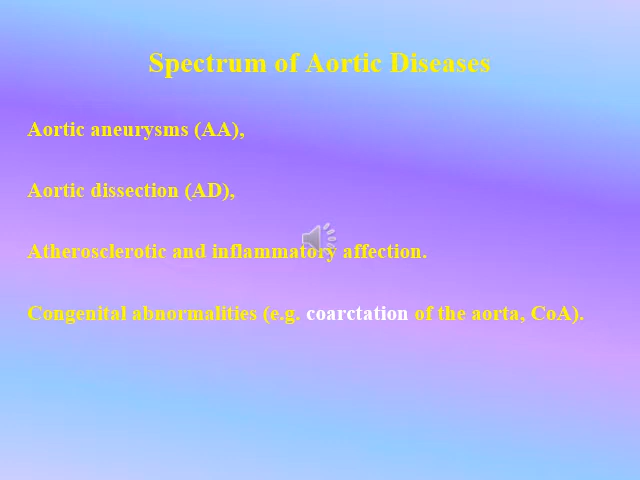 Spectrum of Aortic Diseases
Aortic aneurysms (AA),
Aortic dissection (AD),
Atherosclerotic and inflammatory affection.
Congenital abnormalities (e.g. coarctation of the aorta, CoA).